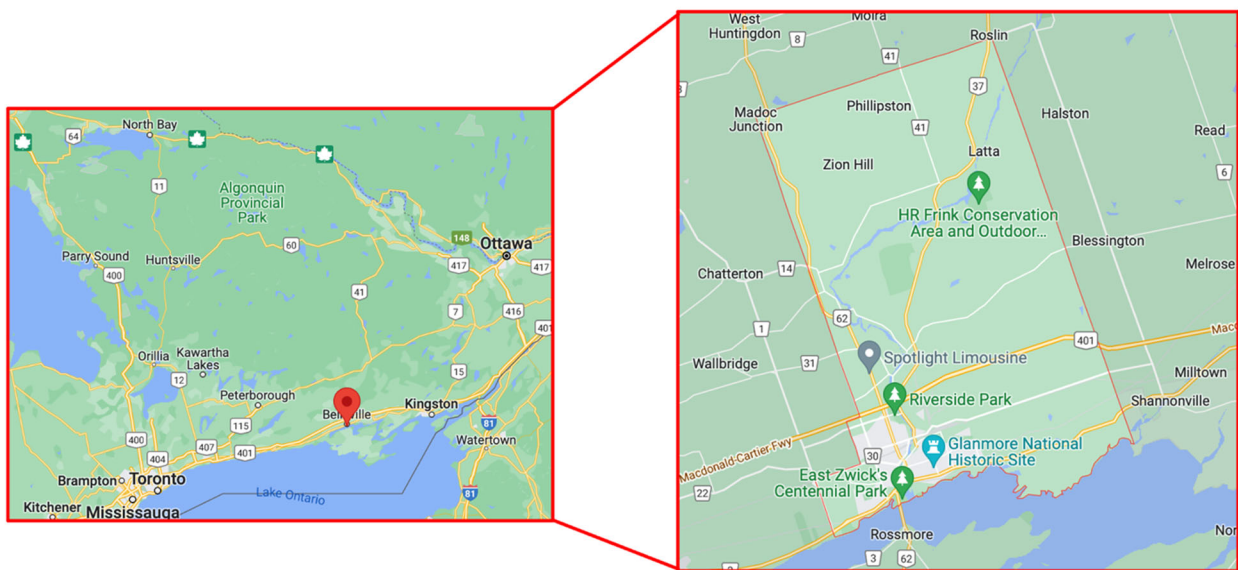 North Bay
64
11
Algonquin
Provincial
Park
60
148
Ottawa
417
417
Parry Sound
400
Huntsville
41
7
416
401
Orillia
Kawartha
Lakes
12
15
Peterborough
Belleville
Kingston
115
81
400
407
401
Watertown
404
Brampton
Toronto
Lake Ontario
81
Kitchener
Mississauga
West
Huntingdon
Moira
8
Roslin
41
37
Madoc
Junction
Phillipston
41
Halston
Read
Zion Hill
Latta
6
HR Frink Conservation
Area and Outdoor...
Blessington
Chatterton
14
Melrose
62
1
401
Wallbridge
31
Spotlight Limousine
Milltown
Riverside Park
Shannonville
Macdonald-Cartier Fwy
30
Glanmore National
Historic Site
East Zwick's
Centennial Park
22
Rossmore
3
62